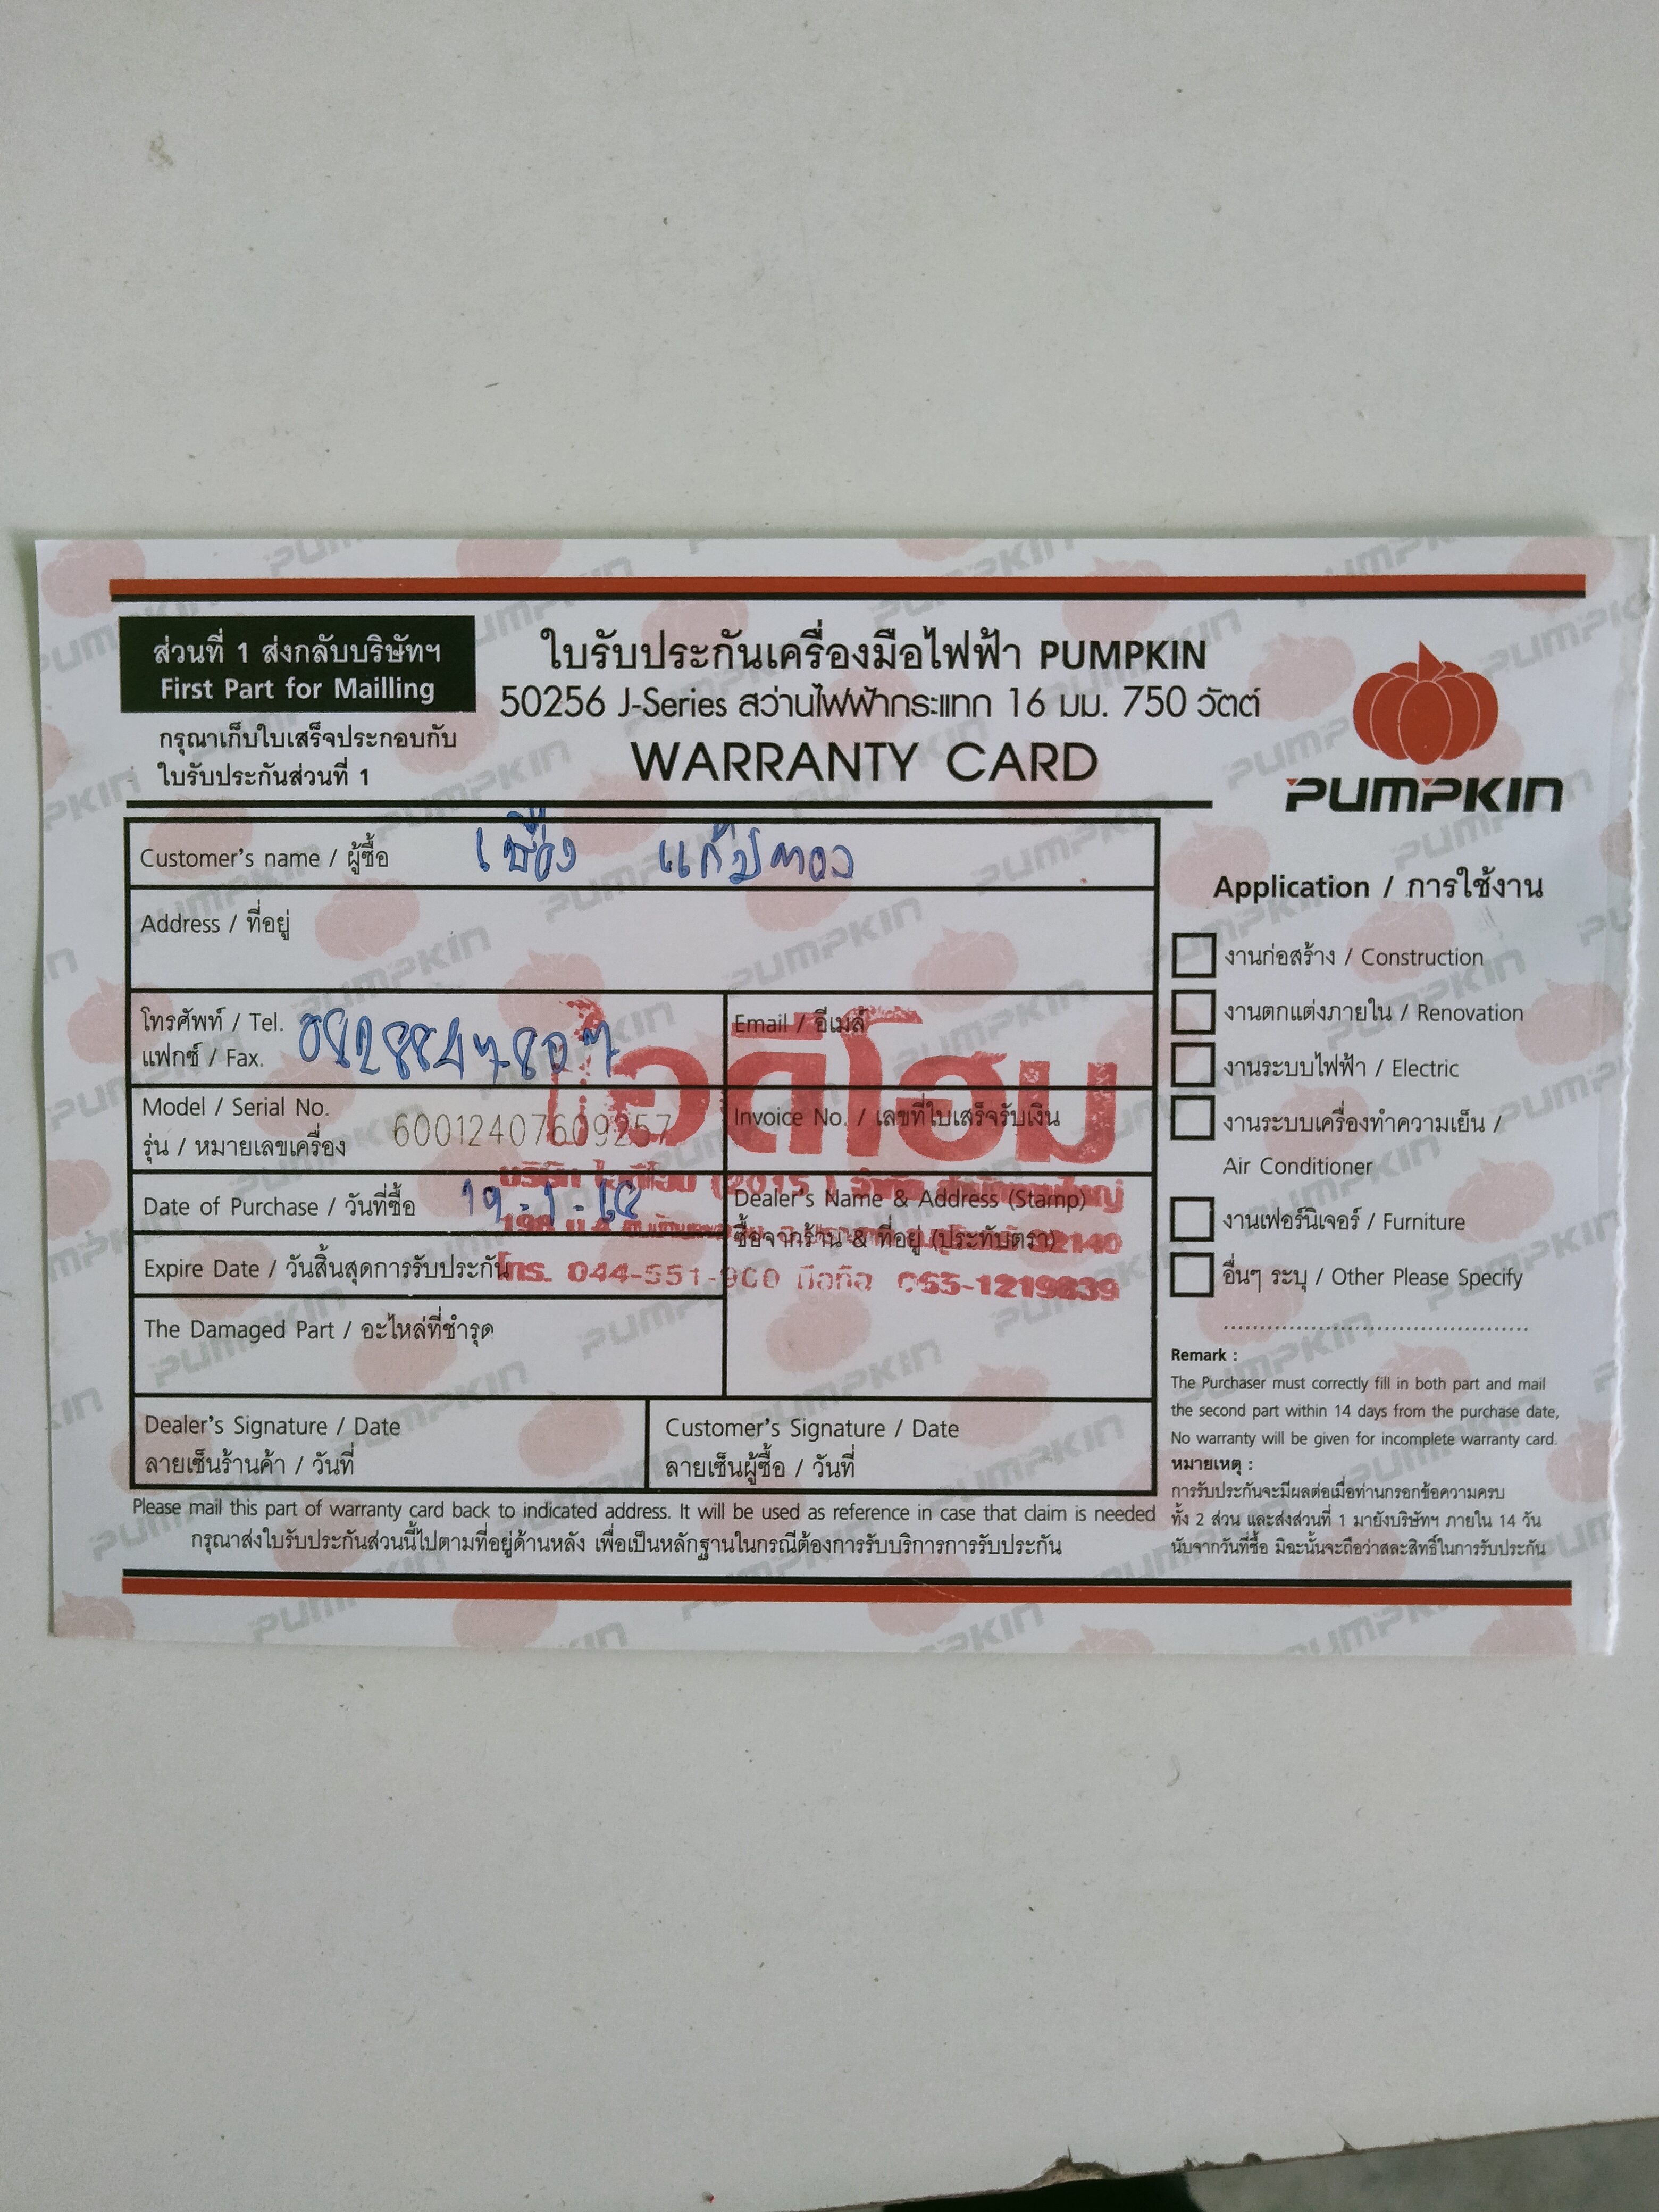 ส่วนที่ 1 ส่งกลับบริษัทฯ
First Part for Mailling
กรุณาเก็บใบเสร็จประกอบกับ
ใบรับประกันส่วนที่ 1
ใบรับประกันเครื่องมือไฟฟ้า PUMPKIN
50256 J-Series สว่านไฟฟ้ากระแทก 16 มม. 750 วัตต์
WARRANTY CARD
PUMPKIN
Customer's name / ผู้ซื้อ
Address / ที่อยู่
โทรศัพท์ / Tel.
แฟกซ์ / Fax.
Email / อีเมล์
ไอดีโฮม
Model / Serial No.
รุ่น / หมายเลขเครื่อง 60012407609257
Invoice No. / เลขที่ใบเสร็จรับเงิน
Date of Purchase / วันที่ซื้อ
Dealer's Name & Address (Stamp)
ซื้อจากร้าน & ที่อยู่ (ประทับตรา)
Expire Date / วันสิ้นสุดการรับประกัน
โทร. 044-551-900 มือถือ 065-1219839
The Damaged Part / อะไหล่ที่ชำรุด
Dealer's Signature / Date
ลายเซ็นร้านค้า / วันที่
Customer's Signature / Date
ลายเซ็นผู้ซื้อ / วันที่
Please mail this part of warranty card back to indicated address. It will be used as reference in case that claim is needed
กรุณาส่งใบรับประกันส่วนนี้ไปตามที่อยู่ด้านหลัง เพื่อเป็นหลักฐานในกรณีต้องการรับบริการการรับประกัน
Application / การใช้งาน
งานก่อสร้าง / Construction
งานตกแต่งภายใน / Renovation
งานระบบไฟฟ้า / Electric
งานระบบเครื่องทำความเย็น /
Air Conditioner
งานเฟอร์นิเจอร์ / Furniture
อื่นๆ ระบุ / Other Please Specify
Remark :
The Purchaser must correctly fill in both part and mail
the second part within 14 days from the purchase date,
No warranty will be given for incomplete warranty card.
หมายเหตุ :
การรับประกันจะมีผลต่อเมื่อท่านกรอกข้อความครบ
ทั้ง 2 ส่วน และส่งส่วนที่ 1 มายังบริษัทฯ ภายใน 14 วัน
นับจากวันที่ซื้อ มิฉะนั้นจะถือว่าสละสิทธิ์ในการรับประกัน